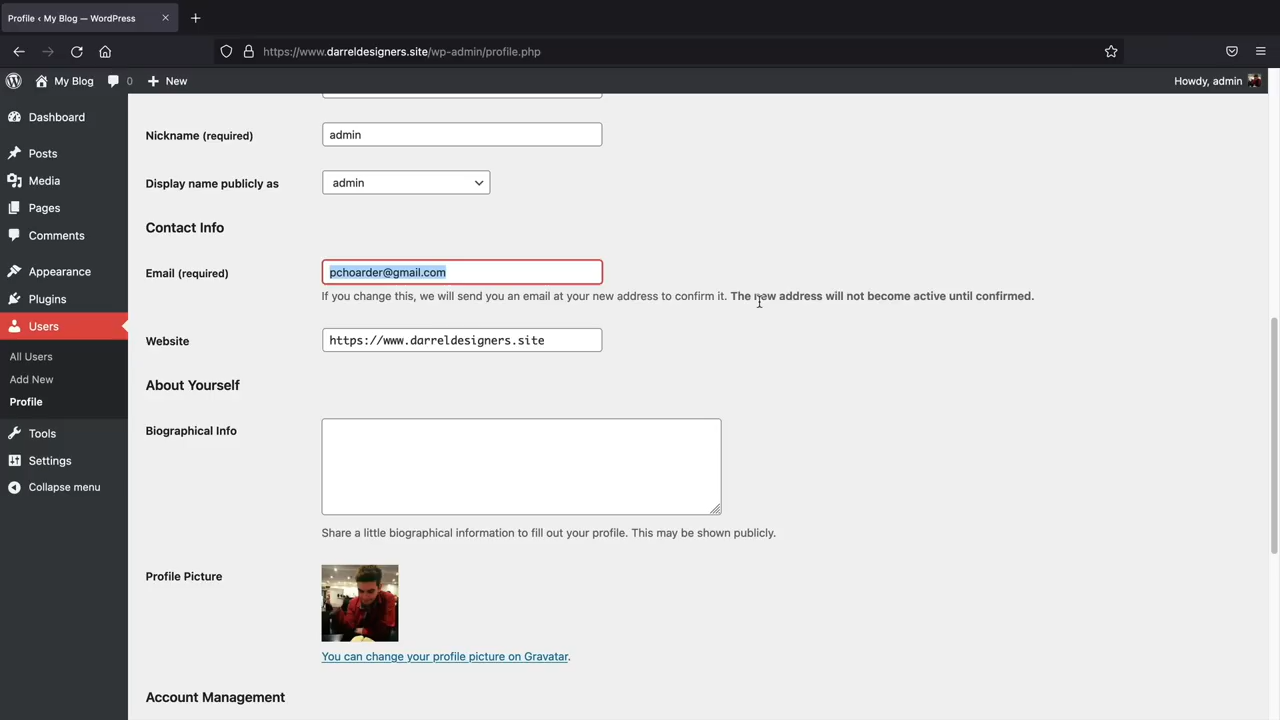 Profile ‹ My Blog — WordPress
https://www.darreldesigners.site/wp-admin/profile.php
My Blog 0 New Howdy, admin
Dashboard
Posts
Media
Pages
Comments
Appearance
Plugins
Users
All Users
Add New
Profile
Tools
Settings
Collapse menu
Nickname (required) admin
Display name publicly as admin
Contact Info
Email (required) pchoarder@gmail.com
If you change this, we will send you an email at your new address to confirm it. The new address will not become active until confirmed.
Website https://www.darreldesigners.site
About Yourself
Biographical Info
Share a little biographical information to fill out your profile. This may be shown publicly.
Profile Picture
You can change your profile picture on Gravatar.
Account Management